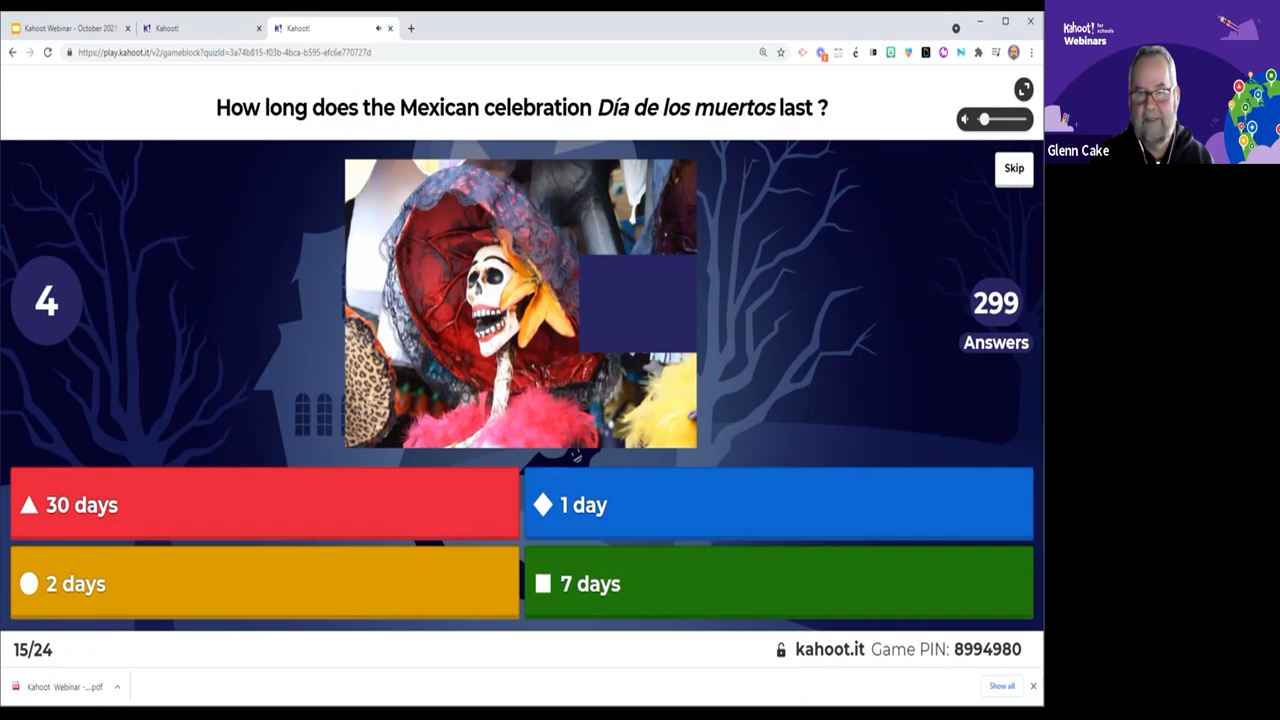 Kahoot Webinar - October 2021
Kahoot!
Kahoot!
https://play.kahoot.it/v2/gameblock?quizId=3a74b815-f03b-4bca-b595-efc6e770727d
Kahoot! for schools
Webinars
How long does the Mexican celebration Día de los muertos last ?
Glenn Cake
Skip
4
299
Answers
30 days
1 day
2 days
7 days
15/24
kahoot.it Game PIN: 8994980
Kahoot Webinar -....pdf
Show all